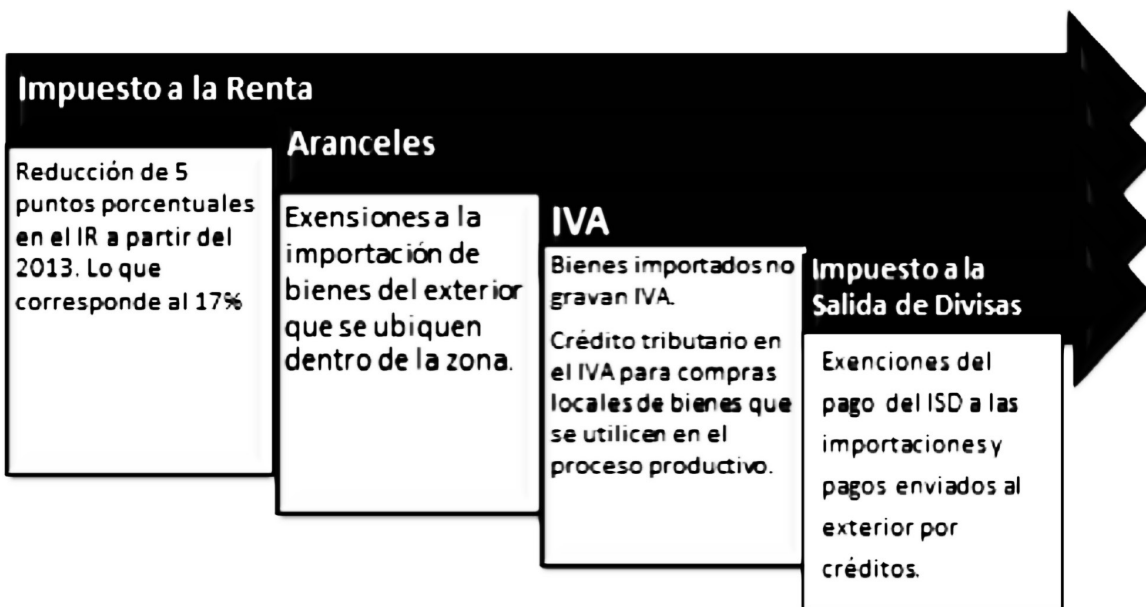 Impuesto a la Renta
Reducción de 5
puntos porcentuales
en el IR a partir del
2013. Lo que
corresponde al 17%
Aranceles
Exensiones a la
importación de
bienes del exterior
que se ubiquen
dentro de la zona.
IVA
Bienes importados no
gravan IVA.
Crédito tributario en
el IVA para compras
locales de bienes que
se utilicen en el
proceso productivo.
Impuesto a la
Salida de Divisas
Exenciones del
pago del ISD a las
importaciones y
pagos enviados al
exterior por
créditos.